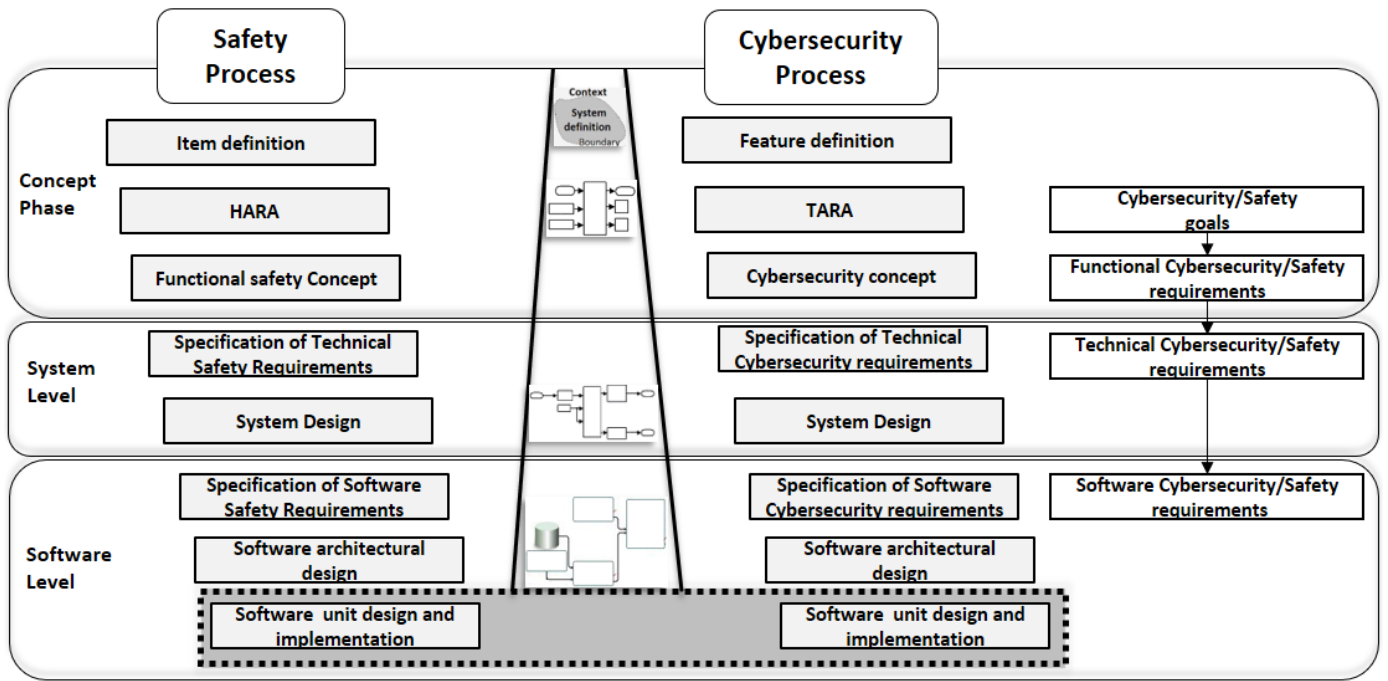 Safety
Process
Cybersecurity
Process
Concept
Phase
Item definition
HARA
Functional safety Concept
Context
System
definition
Boundary
Feature definition
TARA
Cybersecurity concept
Cybersecurity/Safety
goals
Functional Cybersecurity/Safety
requirements
System
Level
Specification of Technical
Safety Requirements
System Design
Specification of Technical
Cybersecurity requirements
System Design
Technical Cybersecurity/Safety
requirements
Software
Level
Specification of Software
Safety Requirements
Software architectural
design
Software unit design and
implementation
Specification of Software
Cybersecurity requirements
Software architectural
design
Software unit design and
implementation
Software Cybersecurity/Safety
requirements